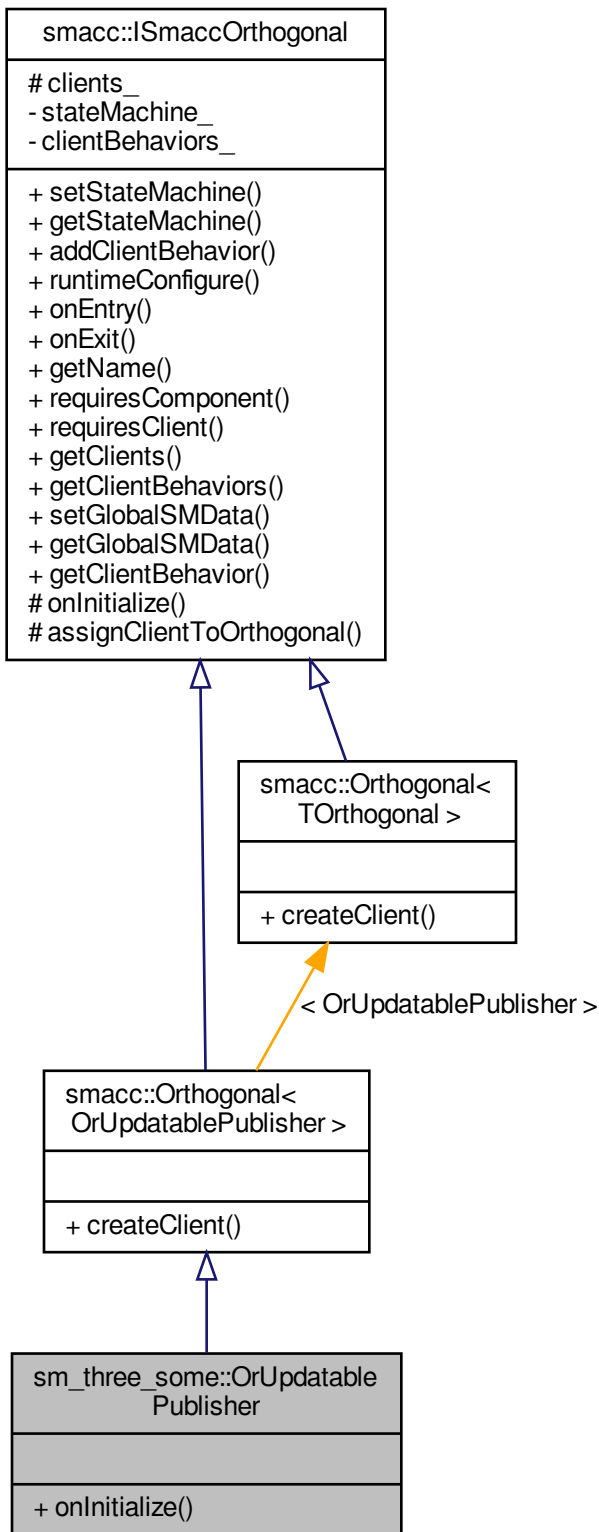 smacc::ISmaccOrthogonal
# clients_
- stateMachine_
- clientBehaviors_
+ setStateMachine()
+ getStateMachine()
+ addClientBehavior()
+ runtimeConfigure()
+ onEntry()
+ onExit()
+ getName()
+ requiresComponent()
+ requiresClient()
+ getClients()
+ getClientBehaviors()
+ setGlobalSMData()
+ getGlobalSMData()
+ getClientBehavior()
# onInitialize()
# assignClientToOrthogonal()
smacc::Orthogonal<
TOrthogonal >
+ createClient()
< OrUpdatablePublisher >
smacc::Orthogonal<
OrUpdatablePublisher >
+ createClient()
sm_three_some::OrUpdatable
Publisher
+ onInitialize()